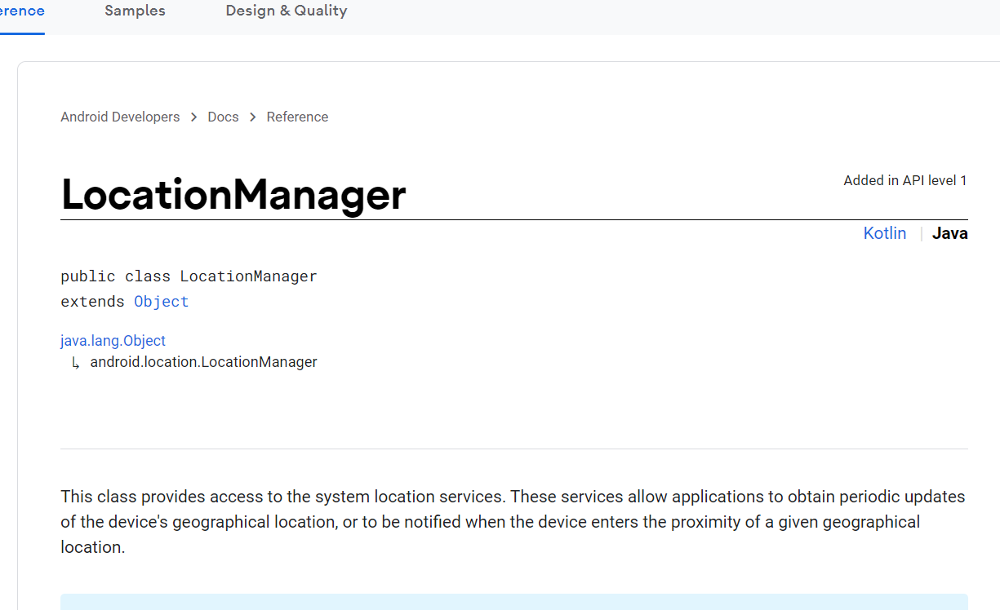 erence Samples Design & Quality
Android Developers > Docs > Reference
LocationManager
Added in API level 1
Kotlin | Java
public class LocationManager
extends Object
java.lang.Object
↳ android.location.LocationManager
This class provides access to the system location services. These services allow applications to obtain periodic updates
of the device's geographical location, or to be notified when the device enters the proximity of a given geographical
location.